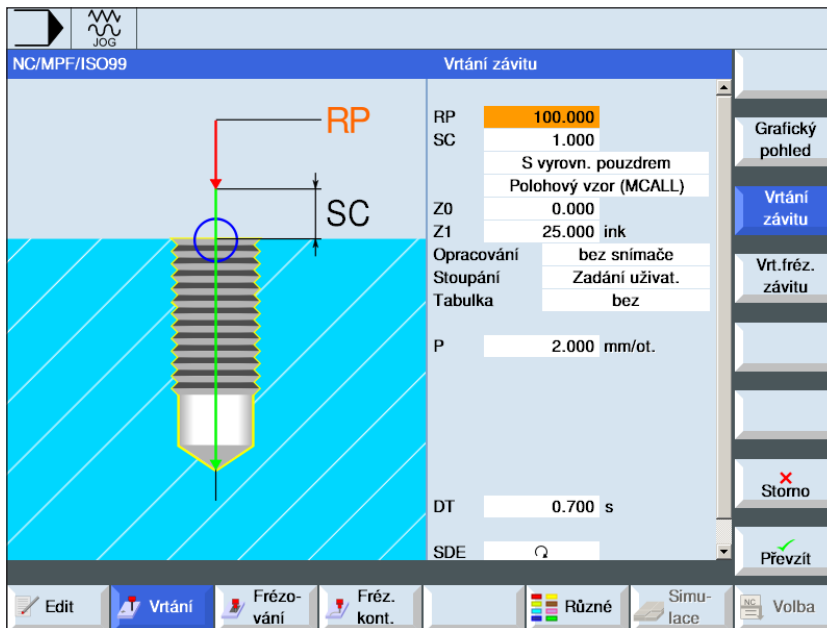 JOG
NC/MPF/ISO99
Vrtání závitu
RP
SC
RP 100.000
SC 1.000
S vyrovn. pouzdrem
Polohový vzor (MCALL)
Z0 0.000
Z1 25.000 ink
Opracování bez snímače
Stoupání Zadání uživat.
Tabulka bez
P 2.000 mm/ot.
DT 0.700 s
SDE
Grafický
pohled
Vrtání
závitu
Vrt.fréz.
závitu
Storno
Převzít
Edit
Vrtání
Frézo-
vání
Fréz.
kont.
Různé
Simu-
lace
NC
Volba